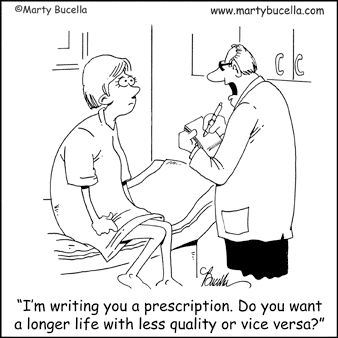 ©Marty Bucella www.martybucella.com
Bucella
“I’m writing you a prescription. Do you want
a longer life with less quality or vice versa?”